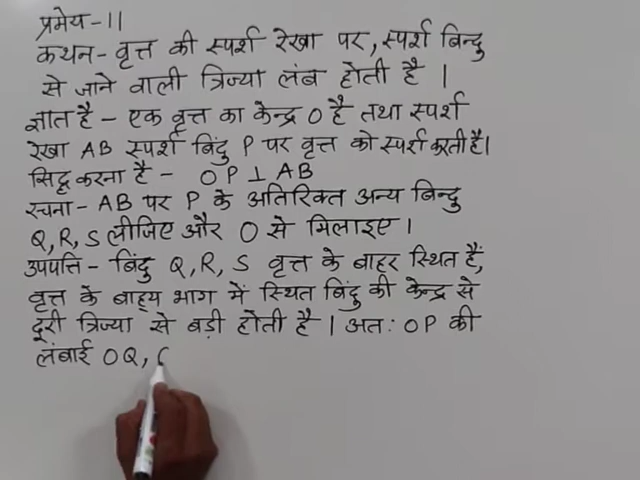 प्रमेय-11
कथन- वृत्त की स्पर्श रेखा पर, स्पर्श बिन्दु
से जाने वाली त्रिज्या लंब होती है |
ज्ञात है - एक वृत्त का केन्द्र O है तथा स्पर्श
रेखा AB स्पर्श बिंदु P पर वृत्त को स्पर्श करती है।
सिद्ध करना है - OP ⊥ AB
रचना- AB पर P के अतिरिक्त अन्य बिन्दु
Q, R, S लीजिए और O से मिलाइए ।
उपपत्ति - बिंदु Q, R, S वृत्त के बाहर स्थित हैं,
वृत्त के बाह्य भाग में स्थित बिंदु की केन्द्र से
दूरी त्रिज्या से बड़ी होती है | अतः OP की
लंबाई OQ, C